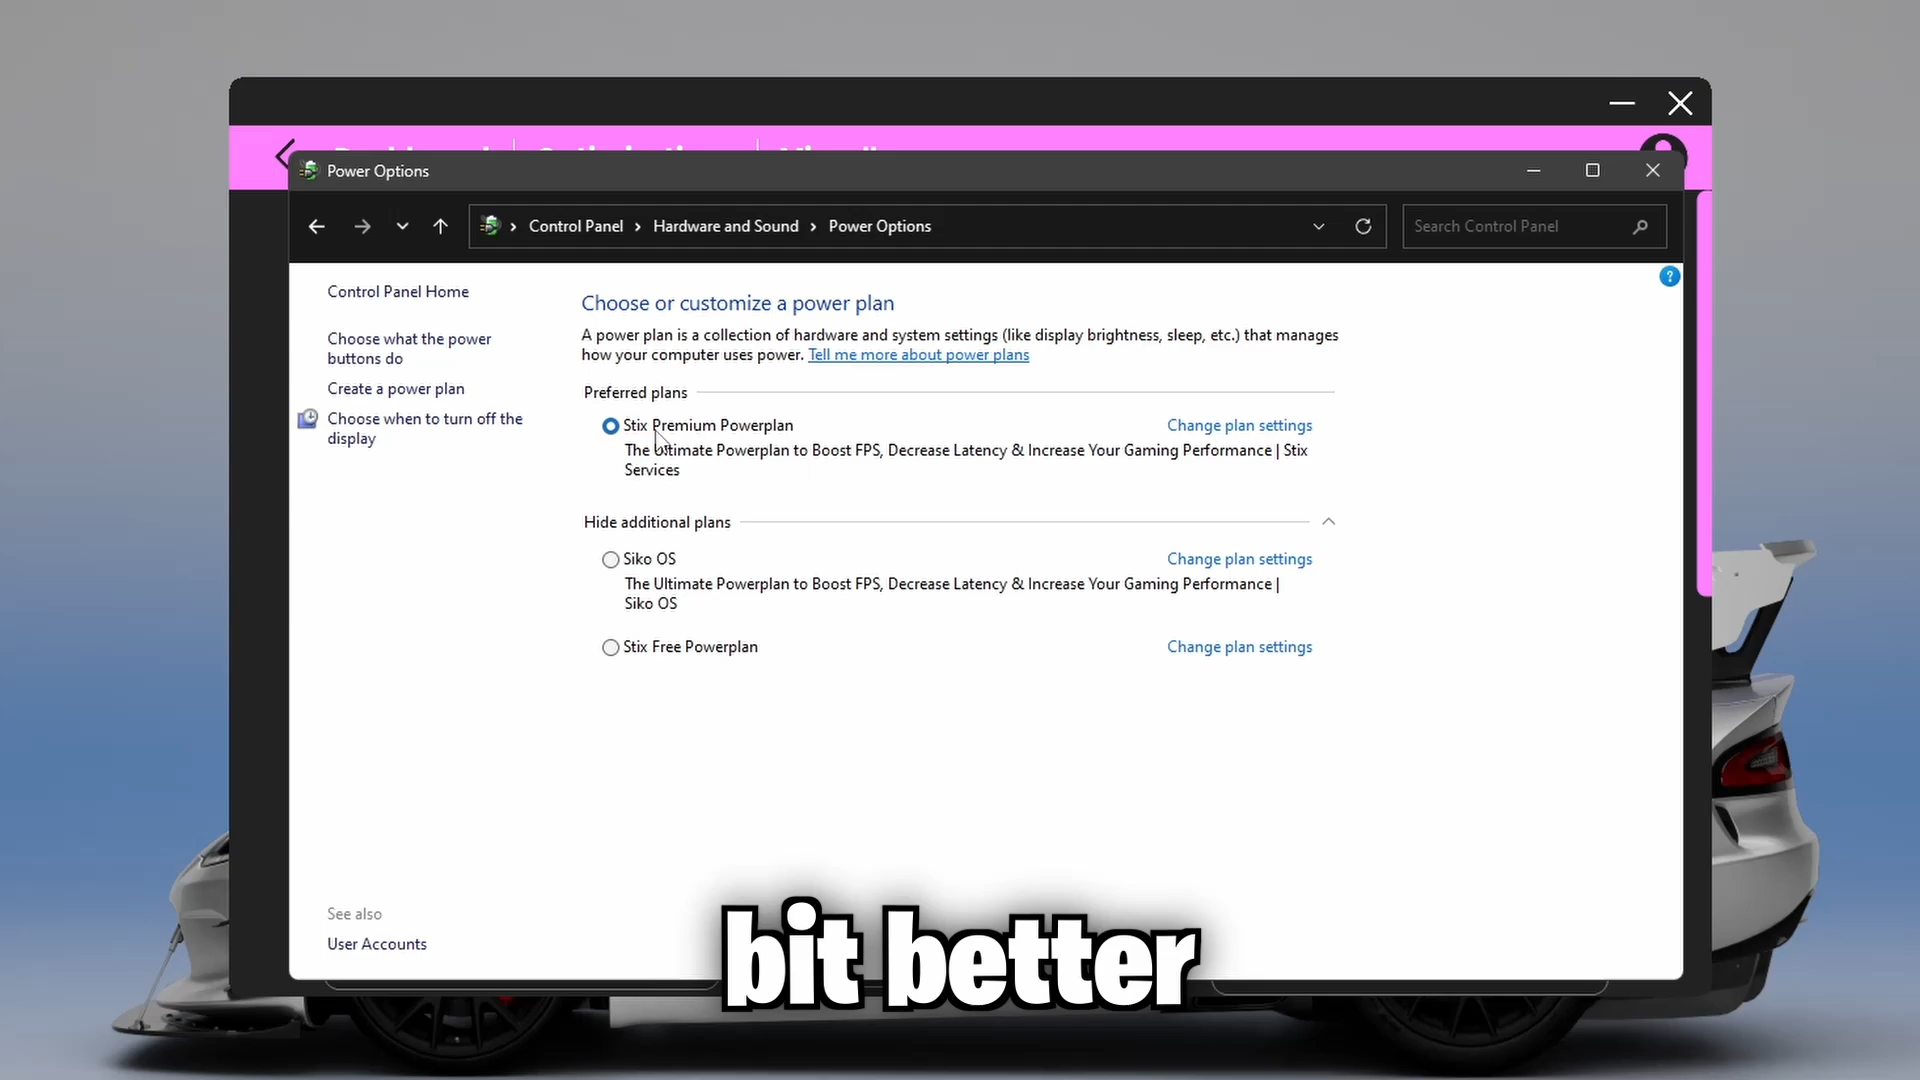 Power Options
Control Panel
Hardware and Sound
Power Options
Search Control Panel
Control Panel Home
Choose what the power
buttons do
Create a power plan
Choose when to turn off the
display
See also
User Accounts
Choose or customize a power plan
A power plan is a collection of hardware and system settings (like display brightness, sleep, etc.) that manages
how your computer uses power. Tell me more about power plans
Preferred plans
Stix Premium Powerplan Change plan settings
The Ultimate Powerplan to Boost FPS, Decrease Latency & Increase Your Gaming Performance | Stix
Services
Hide additional plans
Siko OS Change plan settings
The Ultimate Powerplan to Boost FPS, Decrease Latency & Increase Your Gaming Performance |
Siko OS
Stix Free Powerplan Change plan settings
bit better